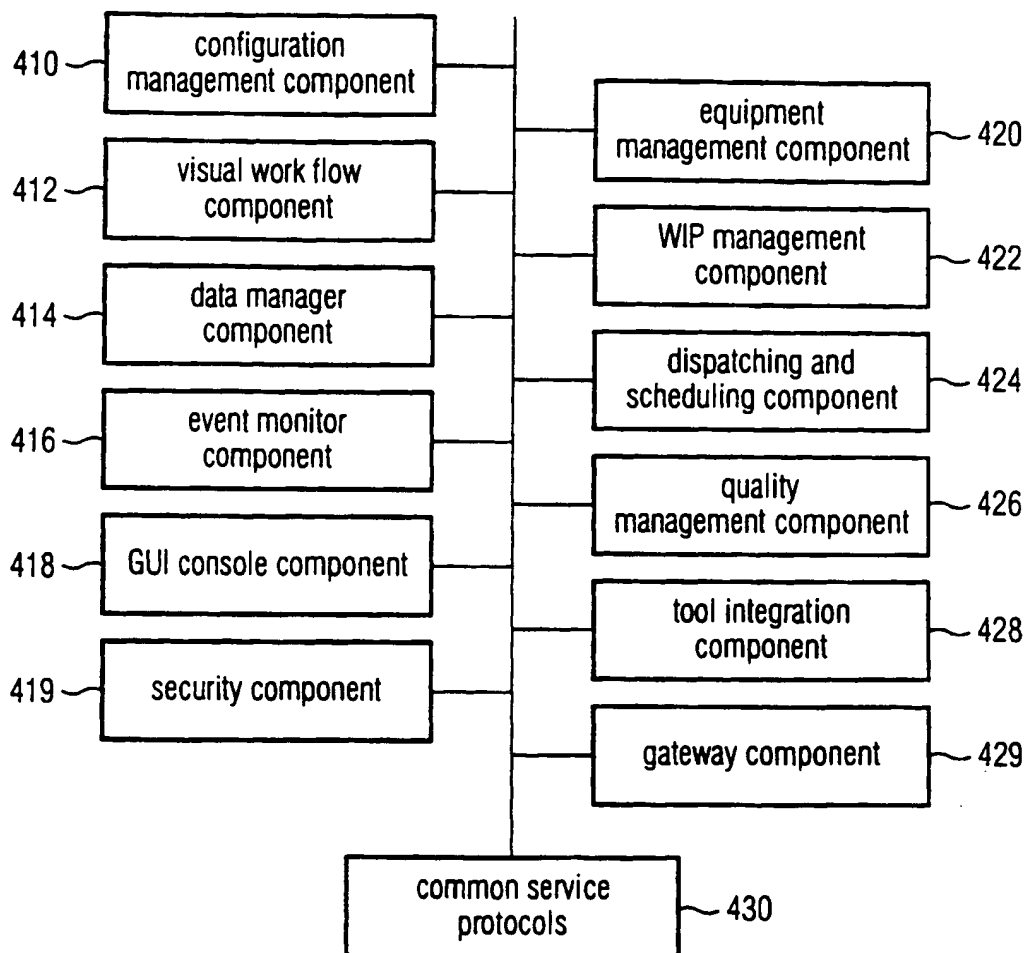 410
configuration
management component
412
visual work flow
component
414
data manager
component
416
event monitor
component
418
GUI console component
419
security component
equipment
management component
420
WIP management
component
422
dispatching and
scheduling component
424
quality
management component
426
tool integration
component
428
gateway component
429
common service
protocols
430